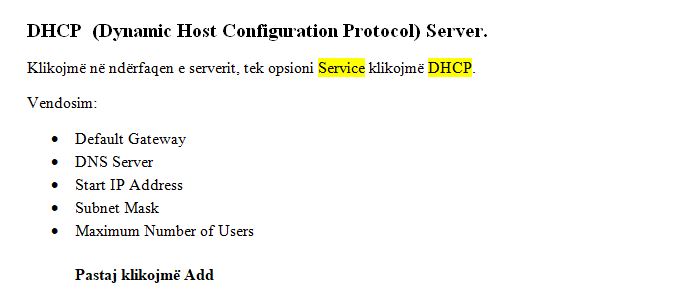 DHCP  (Dynamic Host Configuration Protocol) Server.
Klikojmë në ndërfaqen e serverit, tek opsioni Service klikojmë DHCP.
Vendosim:
• Default Gateway
• DNS Server
• Start IP Address
• Subnet Mask
• Maximum Number of Users
Pastaj klikojmë Add